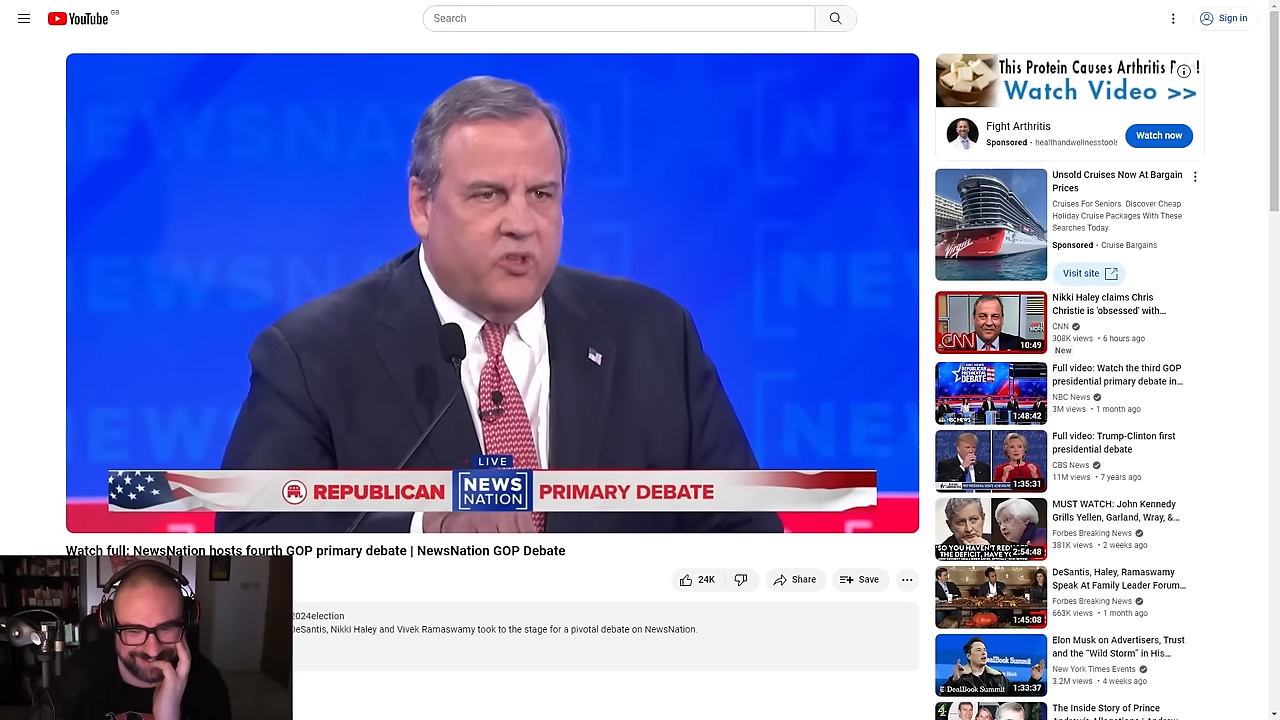 YouTube GB
Search
Sign in
EWSNATION
NEWS
LIVE
REPUBLICAN
NEWS
NATION
PRIMARY DEBATE
Watch full: NewsNation hosts fourth GOP primary debate | NewsNation GOP Debate
24K
Share
Save
2024election
DeSantis, Nikki Haley and Vivek Ramaswamy took to the stage for a pivotal debate on NewsNation.
This Protein Causes Arthritis
Watch Video >>
Fight Arthritis
Sponsored · healthandwellnesstools
Watch now
Unsold Cruises Now At Bargain
Prices
Cruises For Seniors. Discover Cheap
Holiday Cruise Packages With These
Searches Today.
Sponsored · Cruise Bargains
Visit site
Virgin
Nikki Haley claims Chris
Christie is 'obsessed' with…
CNN
308K views · 6 hours ago
New
CNN
10:49
Full video: Watch the third GOP
presidential primary debate in…
NBC News
3M views · 1 month ago
REPUBLICAN
PRESIDENTIAL
DEBATE
1:48:42
Full video: Trump-Clinton first
presidential debate
CBS News
11M views · 7 years ago
1:35:31
MUST WATCH: John Kennedy
Grills Yellen, Garland, Wray, &…
Forbes Breaking News
381K views · 2 weeks ago
2:54:48
DeSantis, Haley, Ramaswamy
Speak At Family Leader Forum…
Forbes Breaking News
663K views · 1 month ago
1:45:08
Elon Musk on Advertisers, Trust
and the “Wild Storm” in His…
New York Times Events
3.2M views · 4 weeks ago
DealBook Summit
1:33:37
The Inside Story of Prince